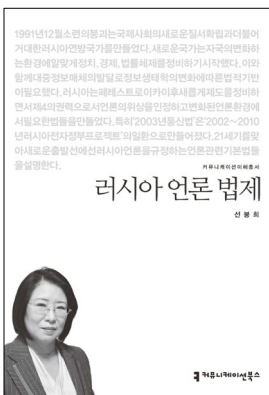 1991년12월소련의붕괴는국제사회의새로운질서확립과더불어
거대한러시아연방국가를만들었다.새로운국가는자국의변화하
는환경에알맞게정치,경제,법률체제를정비하기시작했다.이와
함께대중정보매체의발달로정보생태학의변화에따른법적기반
이필요했다.러시아는페레스트로이카이후새롭게제도를정비하
면서제4의권력으로서언론의위상을인정하고변화된언론환경에
서필요한법들을만들었다.특히'2003년통신법'은'2002~2010
년러시아전자정부프로젝트'의일환으로만들어졌다.21세기를맞
아새로운출발선에선러시아언론을규정하는언론관련기본법들
을설명한다.
커뮤니케이션이해총서
러시아 언론 법제
선봉희
커뮤니케이션북스